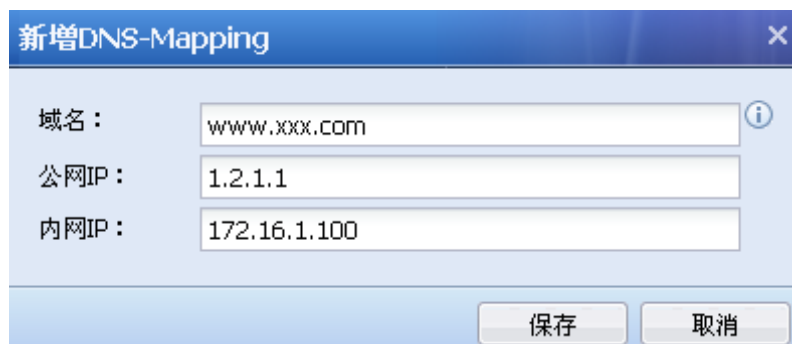 新增DNS-Mapping
域名： www.xxx.com
公网IP： 1.2.1.1
内网IP： 172.16.1.100
保存 取消